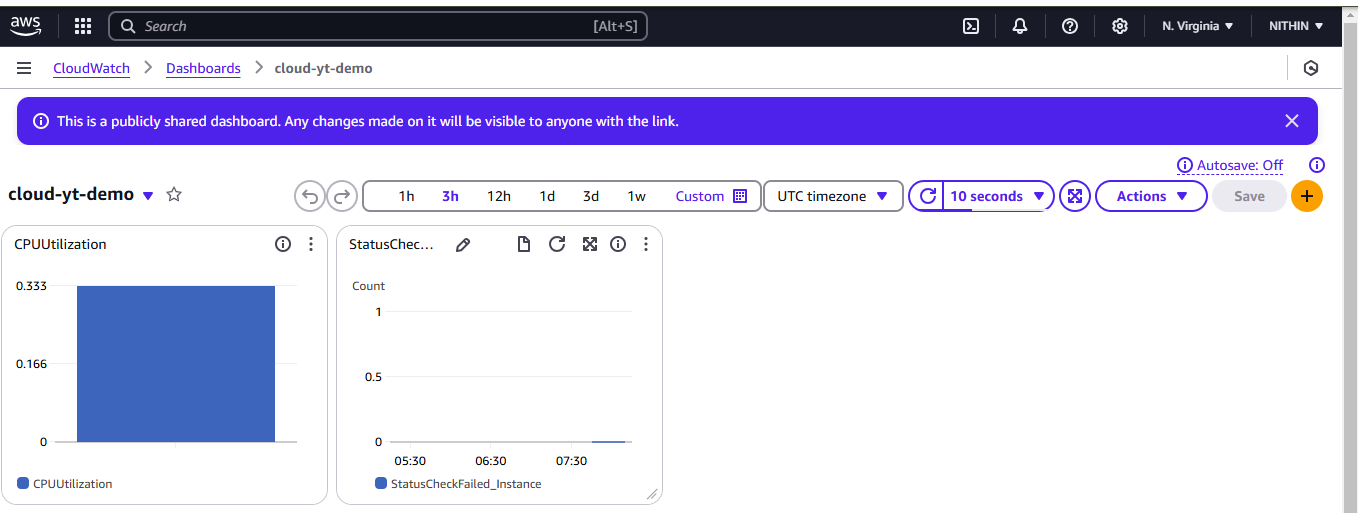 aws Search [Alt+S] N. Virginia NITHIN
CloudWatch Dashboards cloud-yt-demo
This is a publicly shared dashboard. Any changes made on it will be visible to anyone with the link.
Autosave: Off
cloud-yt-demo 1h 3h 12h 1d 3d 1w Custom UTC timezone 10 seconds Actions Save
CPUUtilization
0.333
0.166
0
CPUUtilization
StatusChec...
Count
1
0.5
0
05:30 06:30 07:30
StatusCheckFailed_Instance